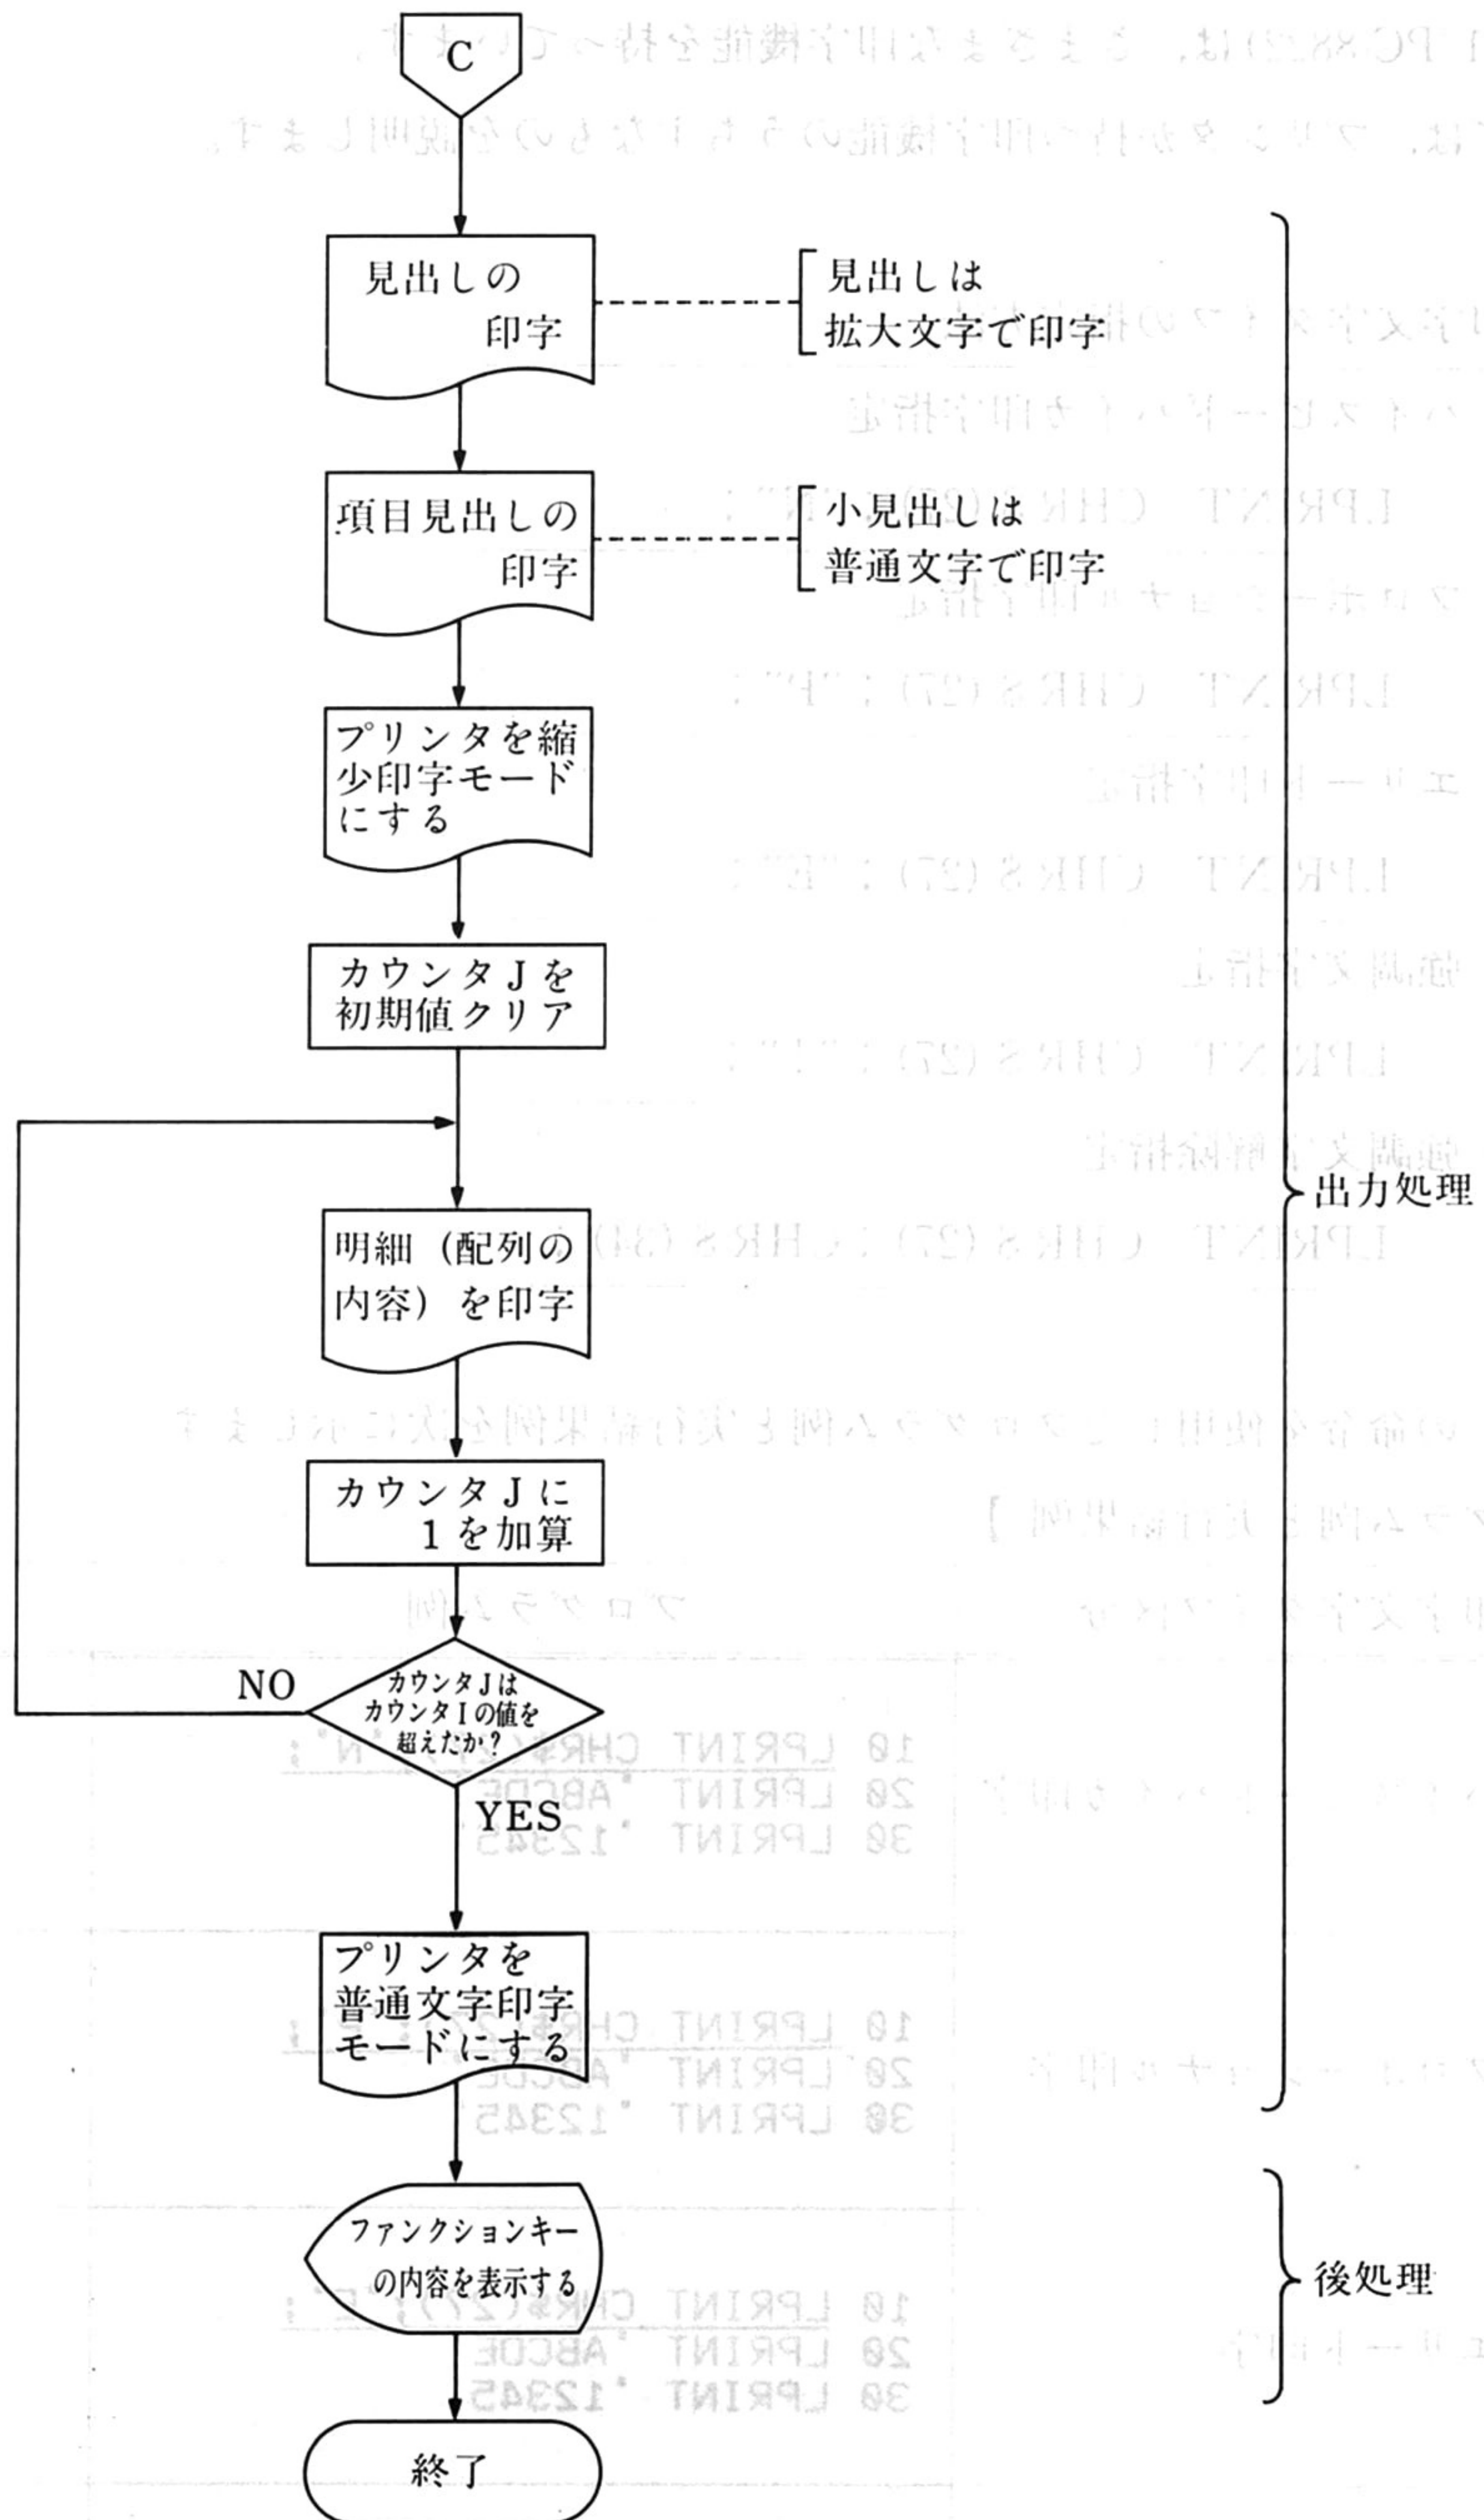 C
見出しの
印字
見出しは
拡大文字で印字
項目見出しの
印字
小見出しは
普通文字で印字
プリンタを縮
少印字モード
にする
カウンタJを
初期値クリア
明細（配列の
内容）を印字
カウンタJに
1を加算
カウンタJは
カウンタIの値を
超えたか?
NO
YES
プリンタを
普通文字印字
モードにする
出力処理
ファンクションキー
の内容を表示する
後処理
終了